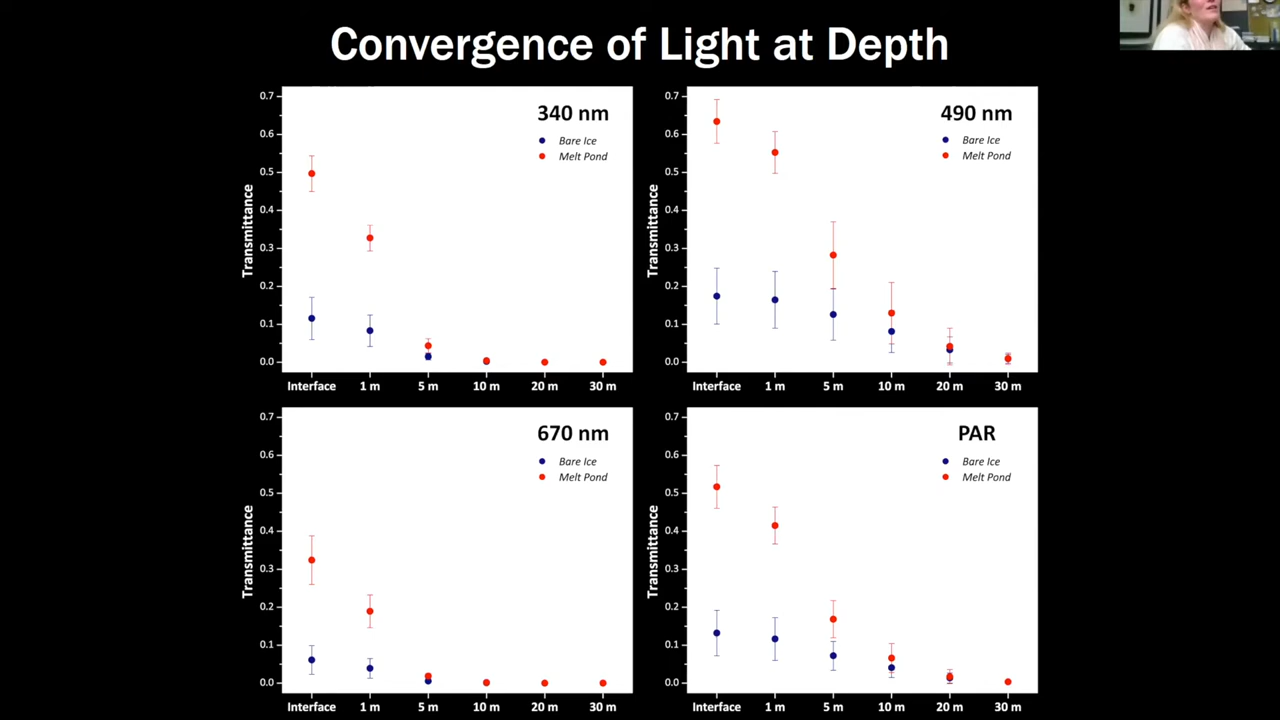 Convergence of Light at Depth
340 nm
Bare Ice
Melt Pond
Transmittance
0.7
0.6
0.5
0.4
0.3
0.2
0.1
0.0
Interface 1 m 5 m 10 m 20 m 30 m
490 nm
Bare Ice
Melt Pond
Transmittance
0.7
0.6
0.5
0.4
0.3
0.2
0.1
0.0
Interface 1 m 5 m 10 m 20 m 30 m
670 nm
Bare Ice
Melt Pond
Transmittance
0.7
0.6
0.5
0.4
0.3
0.2
0.1
0.0
Interface 1 m 5 m 10 m 20 m 30 m
PAR
Bare Ice
Melt Pond
Transmittance
0.7
0.6
0.5
0.4
0.3
0.2
0.1
0.0
Interface 1 m 5 m 10 m 20 m 30 m